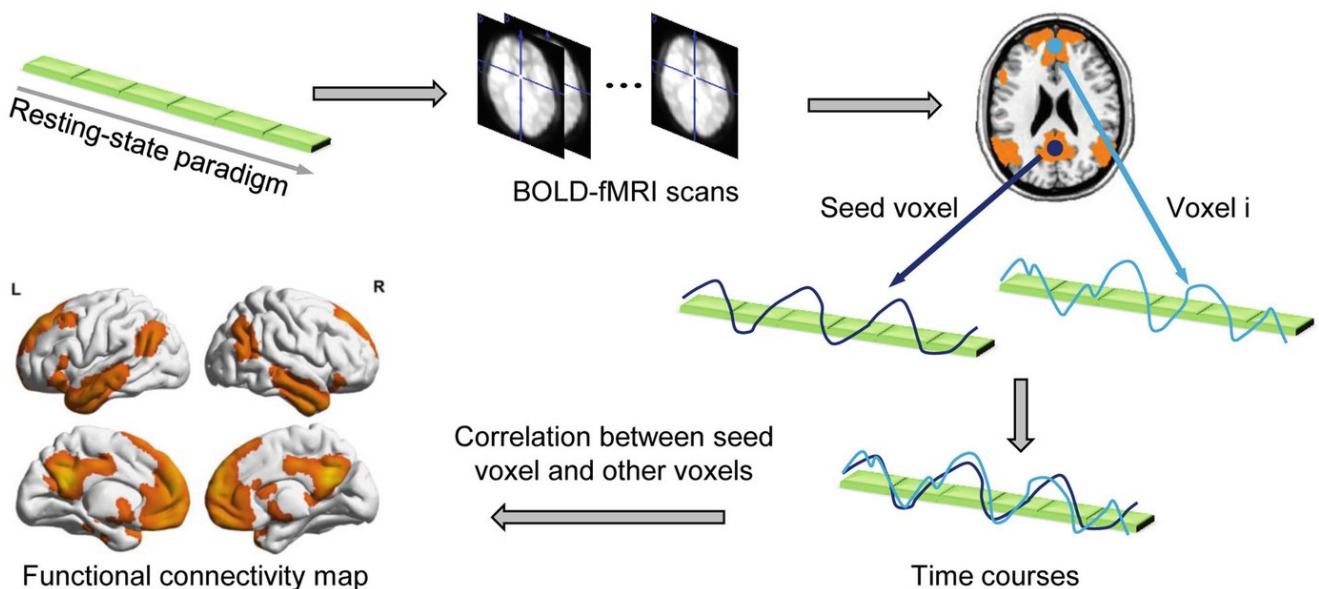 Resting-state paradigm
BOLD-fMRI scans
Seed voxel
Voxel i
L
R
Correlation between seed
voxel and other voxels
Functional connectivity map
Time courses